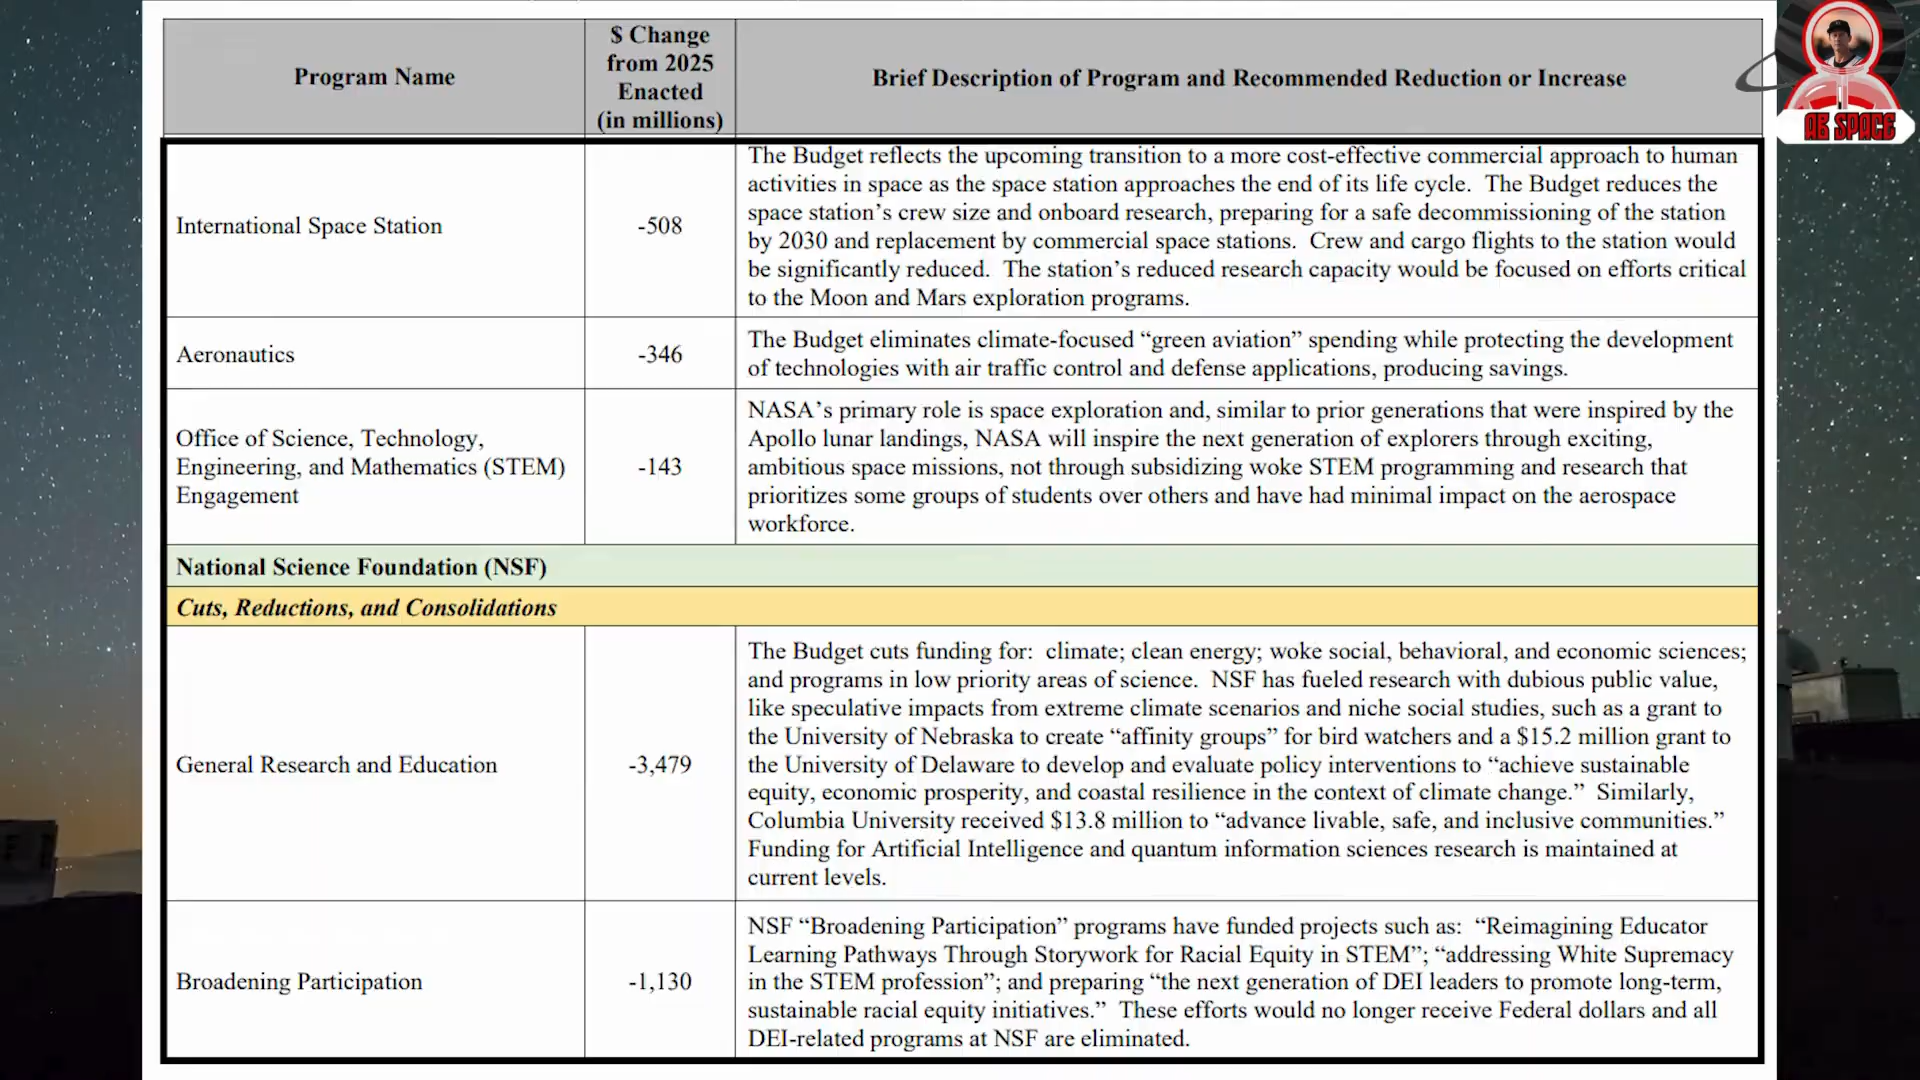 Program Name
$ Change
from 2025
Enacted
(in millions)
Brief Description of Program and Recommended Reduction or Increase
AB SPACE
International Space Station
-508
The Budget reflects the upcoming transition to a more cost-effective commercial approach to human
activities in space as the space station approaches the end of its life cycle.  The Budget reduces the
space station’s crew size and onboard research, preparing for a safe decommissioning of the station
by 2030 and replacement by commercial space stations.  Crew and cargo flights to the station would
be significantly reduced.  The station’s reduced research capacity would be focused on efforts critical
to the Moon and Mars exploration programs.
Aeronautics
-346
The Budget eliminates climate-focused “green aviation” spending while protecting the development
of technologies with air traffic control and defense applications, producing savings.
Office of Science, Technology,
Engineering, and Mathematics (STEM)
Engagement
-143
NASA’s primary role is space exploration and, similar to prior generations that were inspired by the
Apollo lunar landings, NASA will inspire the next generation of explorers through exciting,
ambitious space missions, not through subsidizing woke STEM programming and research that
prioritizes some groups of students over others and have had minimal impact on the aerospace
workforce.
National Science Foundation (NSF)
Cuts, Reductions, and Consolidations
General Research and Education
-3,479
The Budget cuts funding for:  climate; clean energy; woke social, behavioral, and economic sciences;
and programs in low priority areas of science.  NSF has fueled research with dubious public value,
like speculative impacts from extreme climate scenarios and niche social studies, such as a grant to
the University of Nebraska to create “affinity groups” for bird watchers and a $15.2 million grant to
the University of Delaware to develop and evaluate policy interventions to “achieve sustainable
equity, economic prosperity, and coastal resilience in the context of climate change.”  Similarly,
Columbia University received $13.8 million to “advance livable, safe, and inclusive communities.”
Funding for Artificial Intelligence and quantum information sciences research is maintained at
current levels.
Broadening Participation
-1,130
NSF “Broadening Participation” programs have funded projects such as:  “Reimagining Educator
Learning Pathways Through Storywork for Racial Equity in STEM”; “addressing White Supremacy
in the STEM profession”; and preparing “the next generation of DEI leaders to promote long-term,
sustainable racial equity initiatives.”  These efforts would no longer receive Federal dollars and all
DEI-related programs at NSF are eliminated.